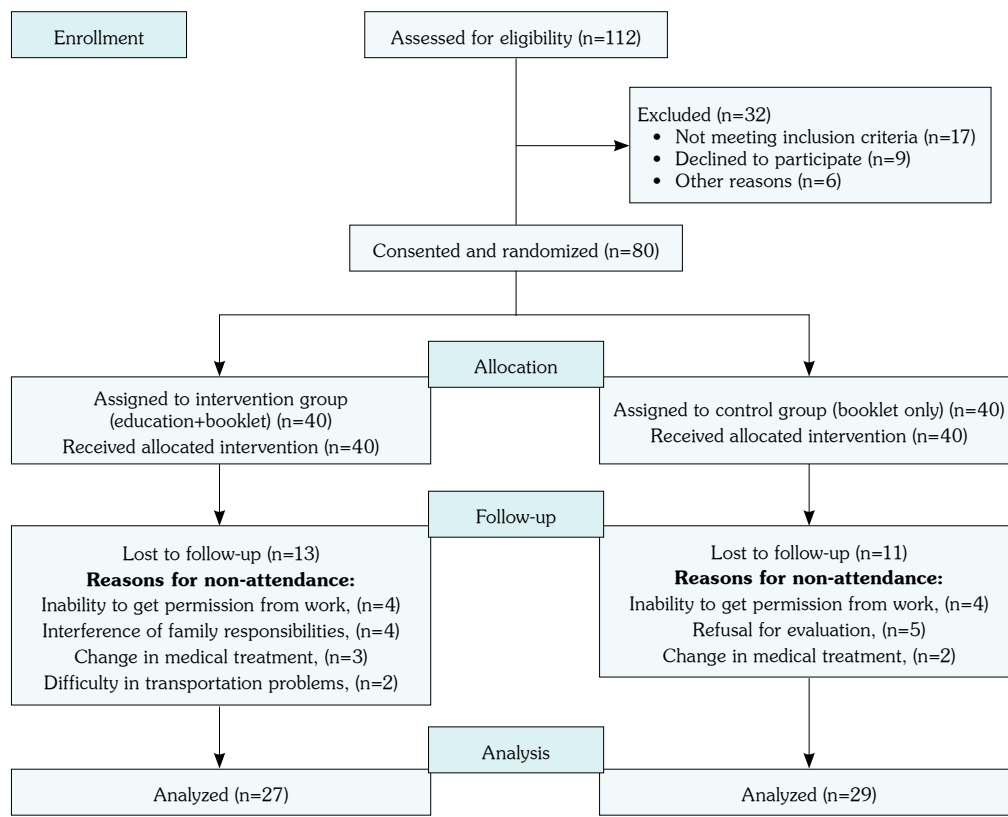 Enrollment
Assessed for eligibility (n=112)
Excluded (n=32)
• Not meeting inclusion criteria (n=17)
• Declined to participate (n=9)
• Other reasons (n=6)
Consented and randomized (n=80)
Allocation
Assigned to intervention group
(education+booklet) (n=40)
Received allocated intervention (n=40)
Assigned to control group (booklet only) (n=40)
Received allocated intervention (n=40)
Follow-up
Lost to follow-up (n=13)
Reasons for non-attendance:
Inability to get permission from work, (n=4)
Interference of family responsibilities, (n=4)
Change in medical treatment, (n=3)
Difficulty in transportation problems, (n=2)
Lost to follow-up (n=11)
Reasons for non-attendance:
Inability to get permission from work, (n=4)
Refusal for evaluation, (n=5)
Change in medical treatment, (n=2)
Analysis
Analyzed (n=27)
Analyzed (n=29)